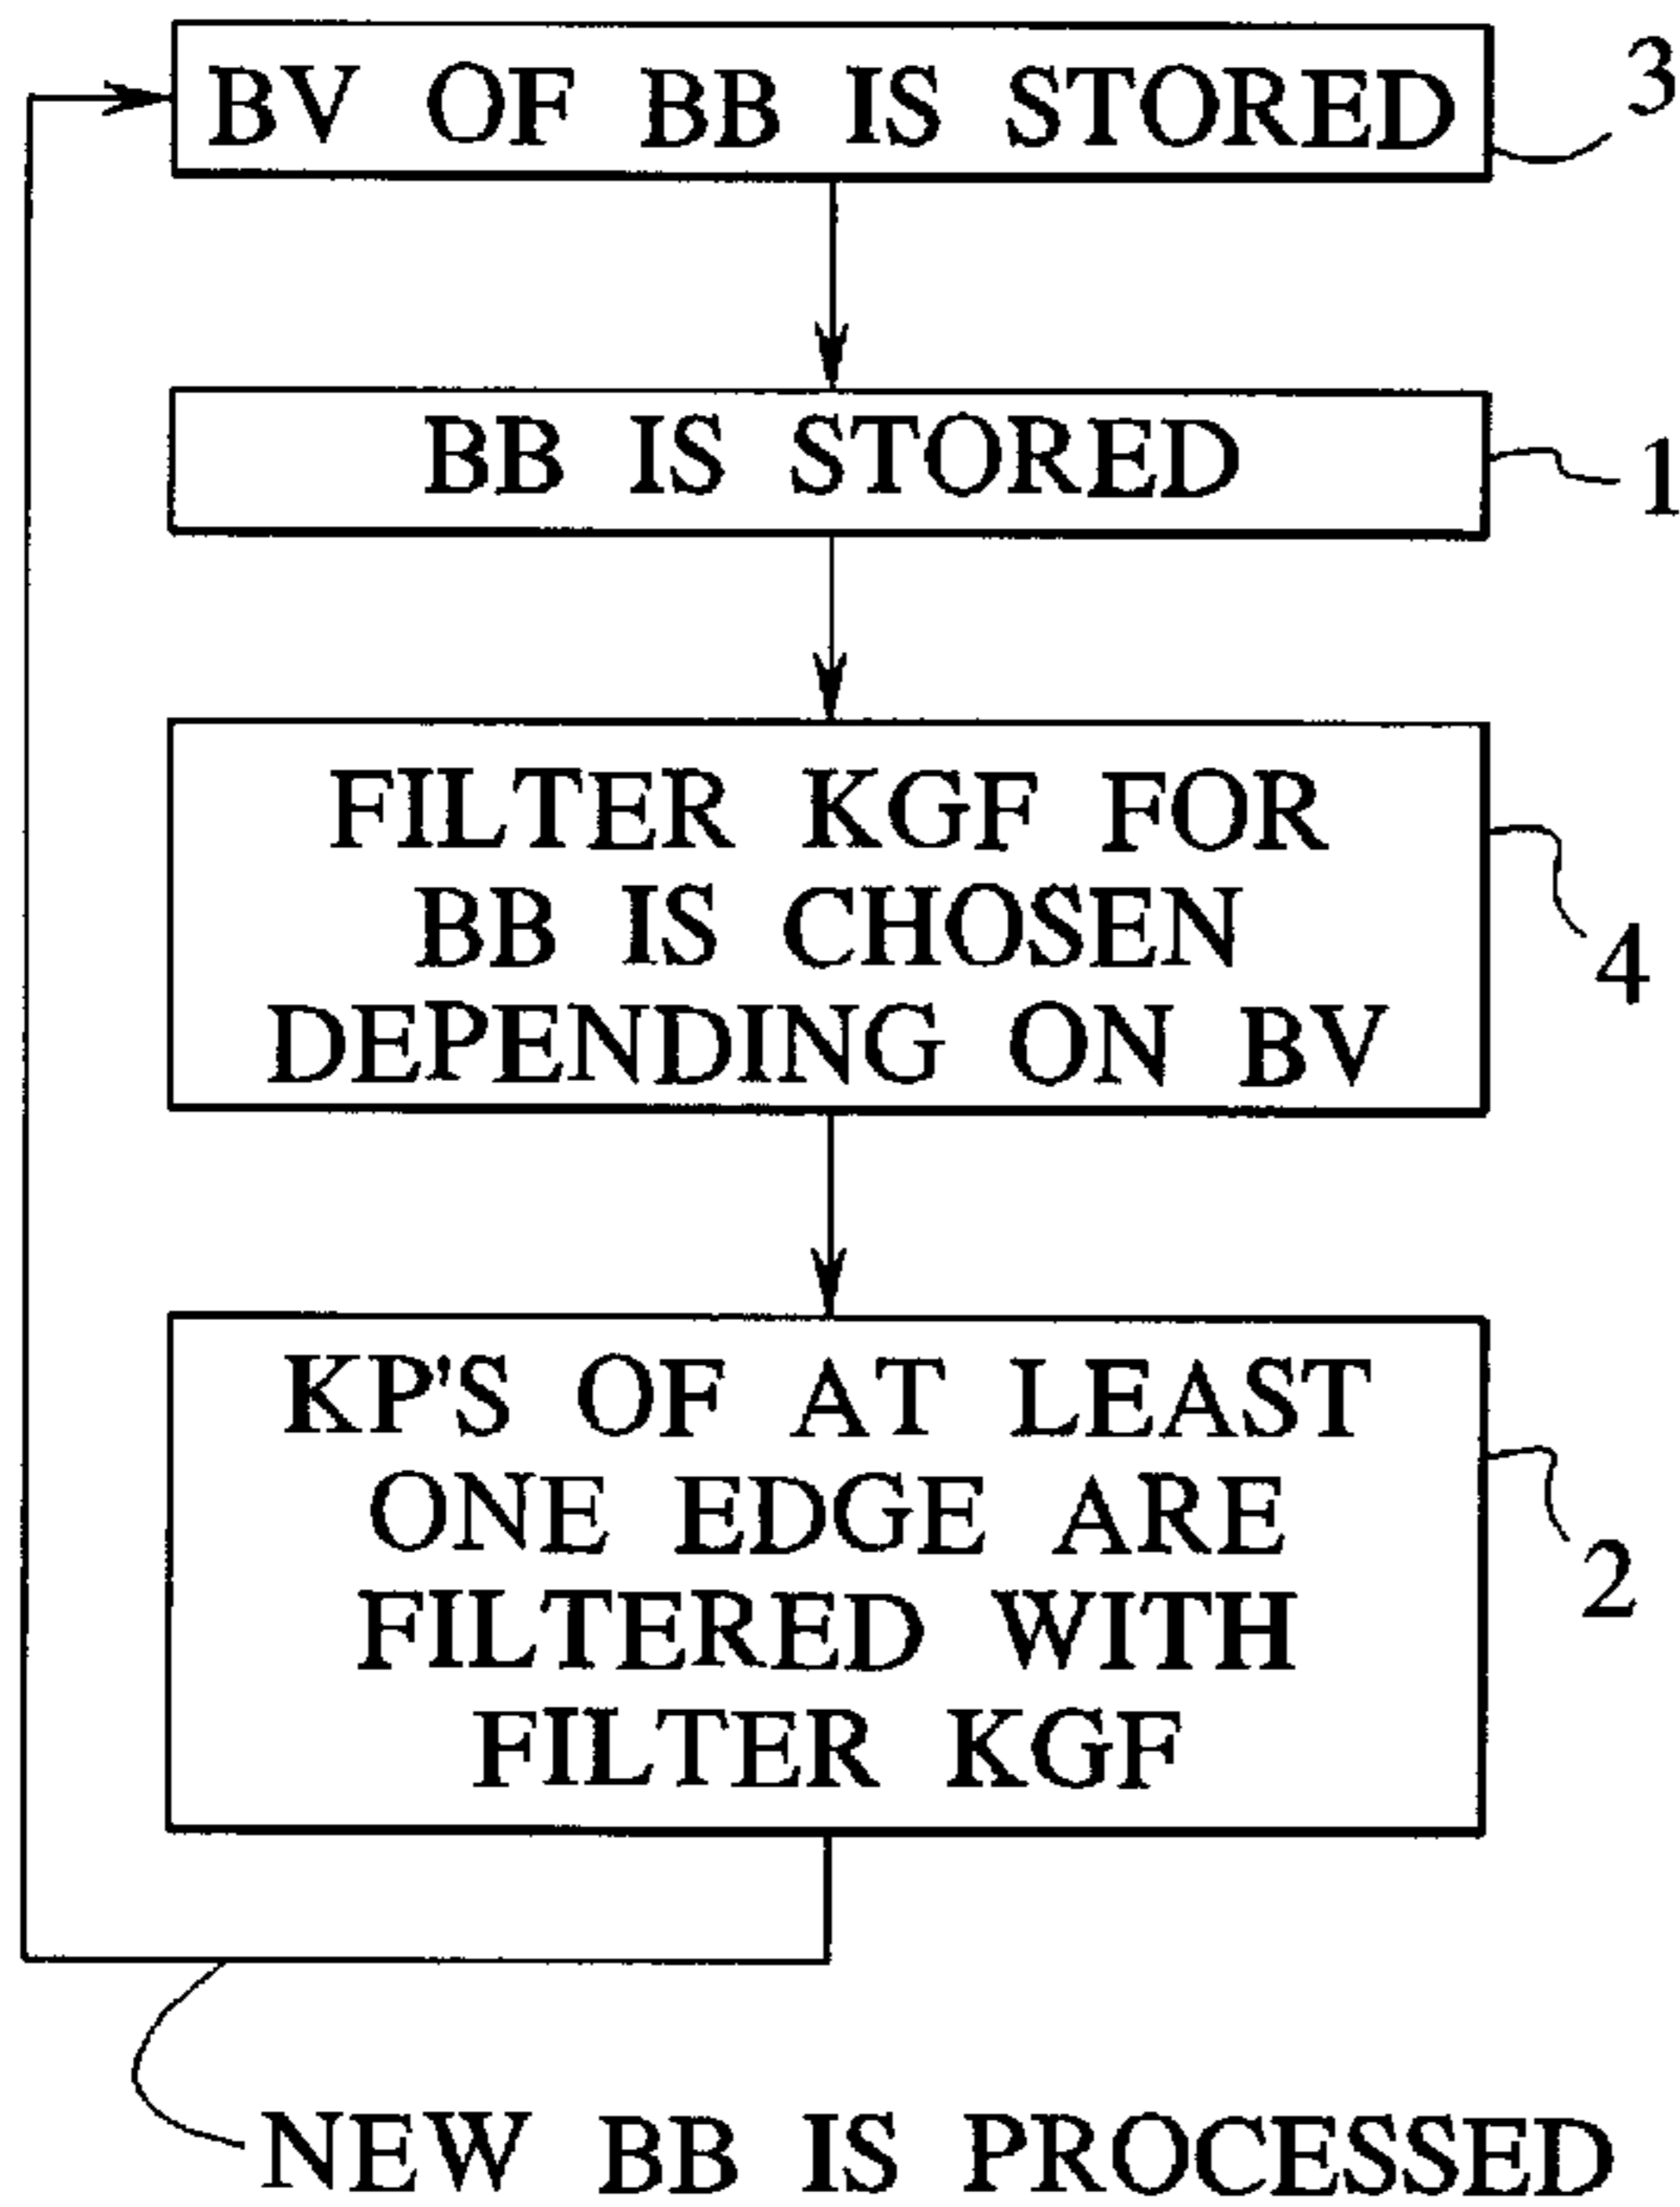 BV OF BB IS STORED
3
BB IS STORED
1
FILTER KGF FOR
BB IS CHOSEN
DEPENDING ON BV
4
KP'S OF AT LEAST
ONE EDGE ARE
FILTERED WITH
FILTER KGF
2
NEW BB IS PROCESSED